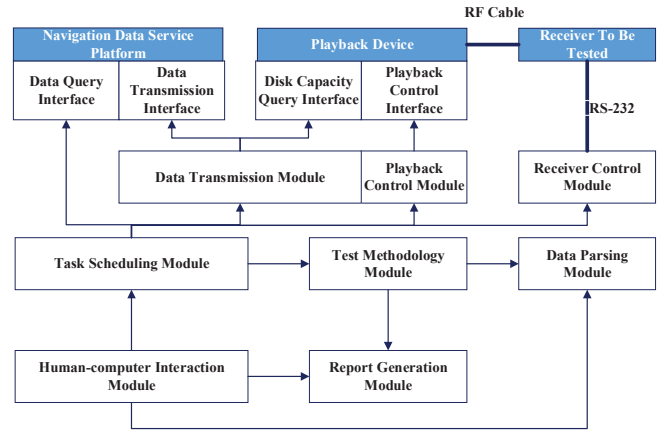 RF Cable
Navigation Data Service
Platform
Playback Device
Receiver To Be
Tested
Data Query
Interface
Data
Transmission
Interface
Disk Capacity
Query Interface
Playback
Control
Interface
RS-232
Data Transmission Module
Playback
Control Module
Receiver Control
Module
Task Scheduling Module
Test Methodology
Module
Data Parsing
Module
Human-computer Interaction
Module
Report Generation
Module